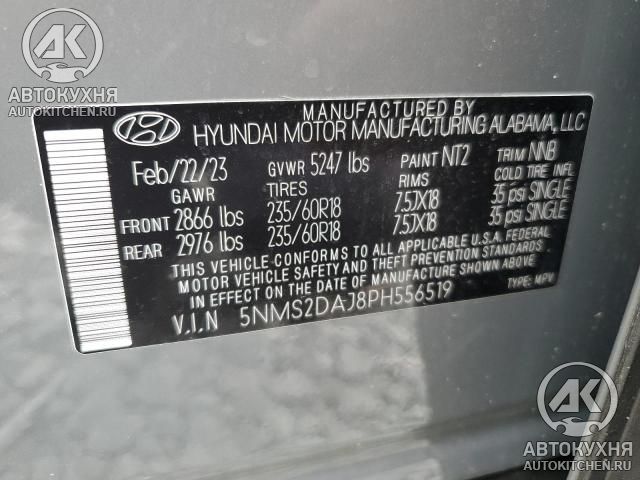 АВТОКУХНЯ
AUTOKITCHEN.RU
MANUFACTURED BY
HYUNDAI MOTOR MANUFACTURING ALABAMA, LLC
Feb/22/23 GVWR 5247 lbs PAINT NT2 TRIM NNB
GAWR TIRES RIMS COLD TIRE INFL.
FRONT 2866 lbs 235/60R18 7.5JX18 35 psi SINGLE
REAR 2976 lbs 235/60R18 7.5JX18 35 psi SINGLE
THIS VEHICLE CONFORMS TO ALL APPLICABLE U.S.A. FEDERAL
MOTOR VEHICLE SAFETY AND THEFT PREVENTION STANDARDS
IN EFFECT ON THE DATE OF MANUFACTURE SHOWN ABOVE.
V.I.N 5NMS2DAJ8PH556519 TYPE: MPV
АК
АВТОКУХНЯ
AUTOKITCHEN.RU